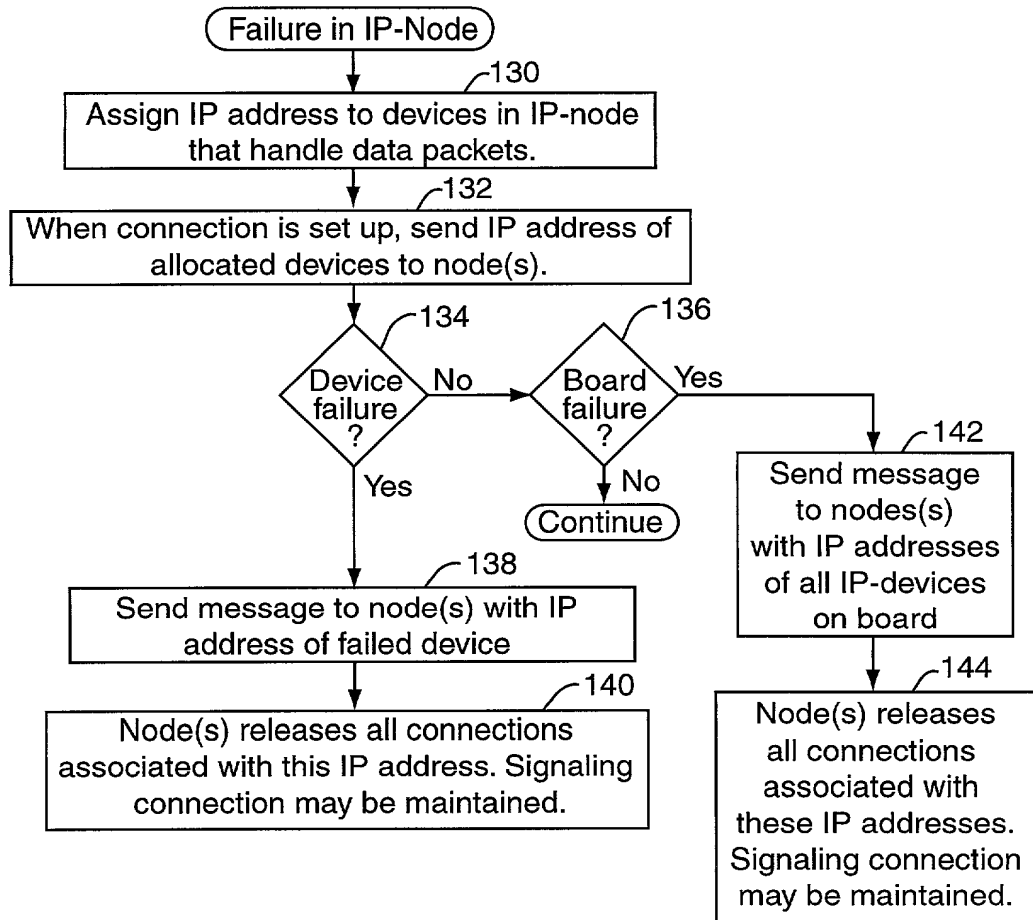 Failure in IP-Node
130
Assign IP address to devices in IP-node
that handle data packets.
132
When connection is set up, send IP address of
allocated devices to node(s).
134
Device
failure
?
No
Yes
136
Board
failure
?
Yes
No
Continue
138
Send message to node(s) with IP
address of failed device
140
Node(s) releases all connections
associated with this IP address. Signaling
connection may be maintained.
142
Send message
to nodes(s)
with IP addresses
of all IP-devices
on board
144
Node(s) releases
all connections
associated with
these IP addresses.
Signaling connection
may be maintained.